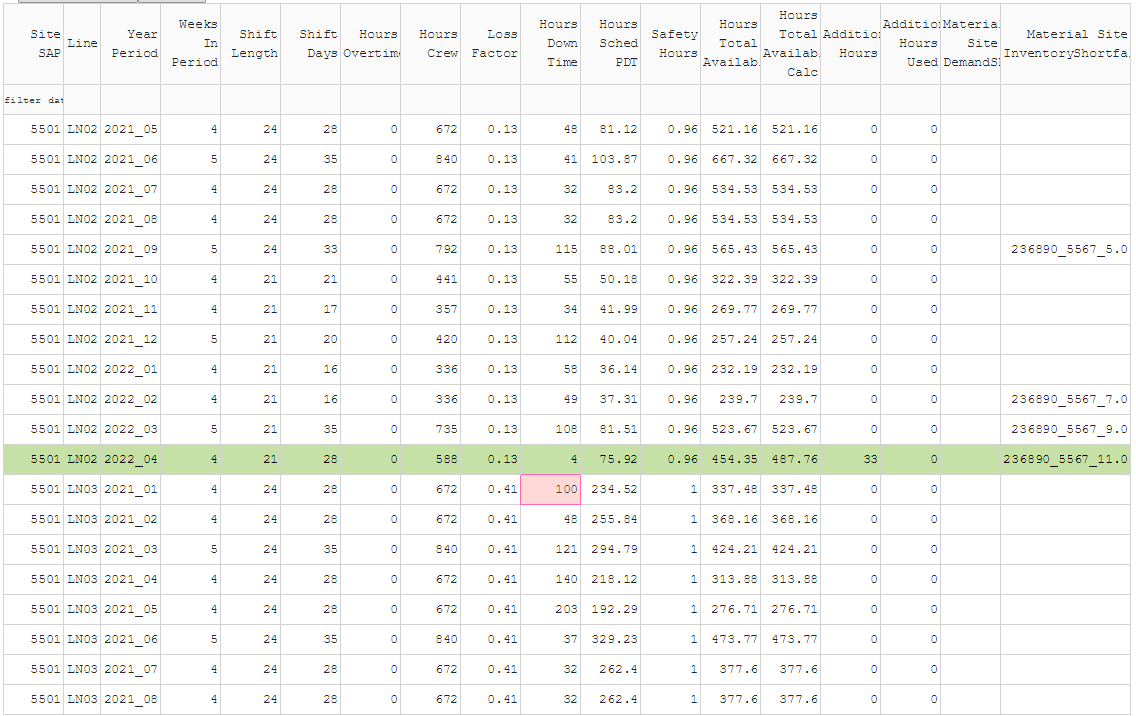 Site SAP Line Year Period Weeks In Period Shift Length Shift Days Hours Overtime Hours Crew Loss Factor Hours Down Time Hours Sched PDT Safety Hours Hours Total Availab Hours Total Availab Calc Additio Hours Additio Hours Used Materia Site DemandS Material Site InventoryShortfa
filter dat
5501 LN02 2021_05 4 24 28 0 672 0.13 48 81.12 0.96 521.16 521.16 0 0
5501 LN02 2021_06 5 24 35 0 840 0.13 41 103.87 0.96 667.32 667.32 0 0
5501 LN02 2021_07 4 24 28 0 672 0.13 32 83.2 0.96 534.53 534.53 0 0
5501 LN02 2021_08 4 24 28 0 672 0.13 32 83.2 0.96 534.53 534.53 0 0
5501 LN02 2021_09 5 24 33 0 792 0.13 115 88.01 0.96 565.43 565.43 0 0 236890_5567_5.0
5501 LN02 2021_10 4 21 21 0 441 0.13 55 50.18 0.96 322.39 322.39 0 0
5501 LN02 2021_11 4 21 17 0 357 0.13 34 41.99 0.96 269.77 269.77 0 0
5501 LN02 2021_12 5 21 20 0 420 0.13 112 40.04 0.96 257.24 257.24 0 0
5501 LN02 2022_01 4 21 16 0 336 0.13 58 36.14 0.96 232.19 232.19 0 0
5501 LN02 2022_02 4 21 16 0 336 0.13 49 37.31 0.96 239.7 239.7 0 0 236890_5567_7.0
5501 LN02 2022_03 5 21 35 0 735 0.13 108 81.51 0.96 523.67 523.67 0 0 236890_5567_9.0
5501 LN02 2022_04 4 21 28 0 588 0.13 4 75.92 0.96 454.35 487.76 33 0 236890_5567_11.0
5501 LN03 2021_01 4 24 28 0 672 0.41 100 234.52 1 337.48 337.48 0 0
5501 LN03 2021_02 4 24 28 0 672 0.41 48 255.84 1 368.16 368.16 0 0
5501 LN03 2021_03 5 24 35 0 840 0.41 121 294.79 1 424.21 424.21 0 0
5501 LN03 2021_04 4 24 28 0 672 0.41 140 218.12 1 313.88 313.88 0 0
5501 LN03 2021_05 4 24 28 0 672 0.41 203 192.29 1 276.71 276.71 0 0
5501 LN03 2021_06 5 24 35 0 840 0.41 37 329.23 1 473.77 473.77 0 0
5501 LN03 2021_07 4 24 28 0 672 0.41 32 262.4 1 377.6 377.6 0 0
5501 LN03 2021_08 4 24 28 0 672 0.41 32 262.4 1 377.6 377.6 0 0